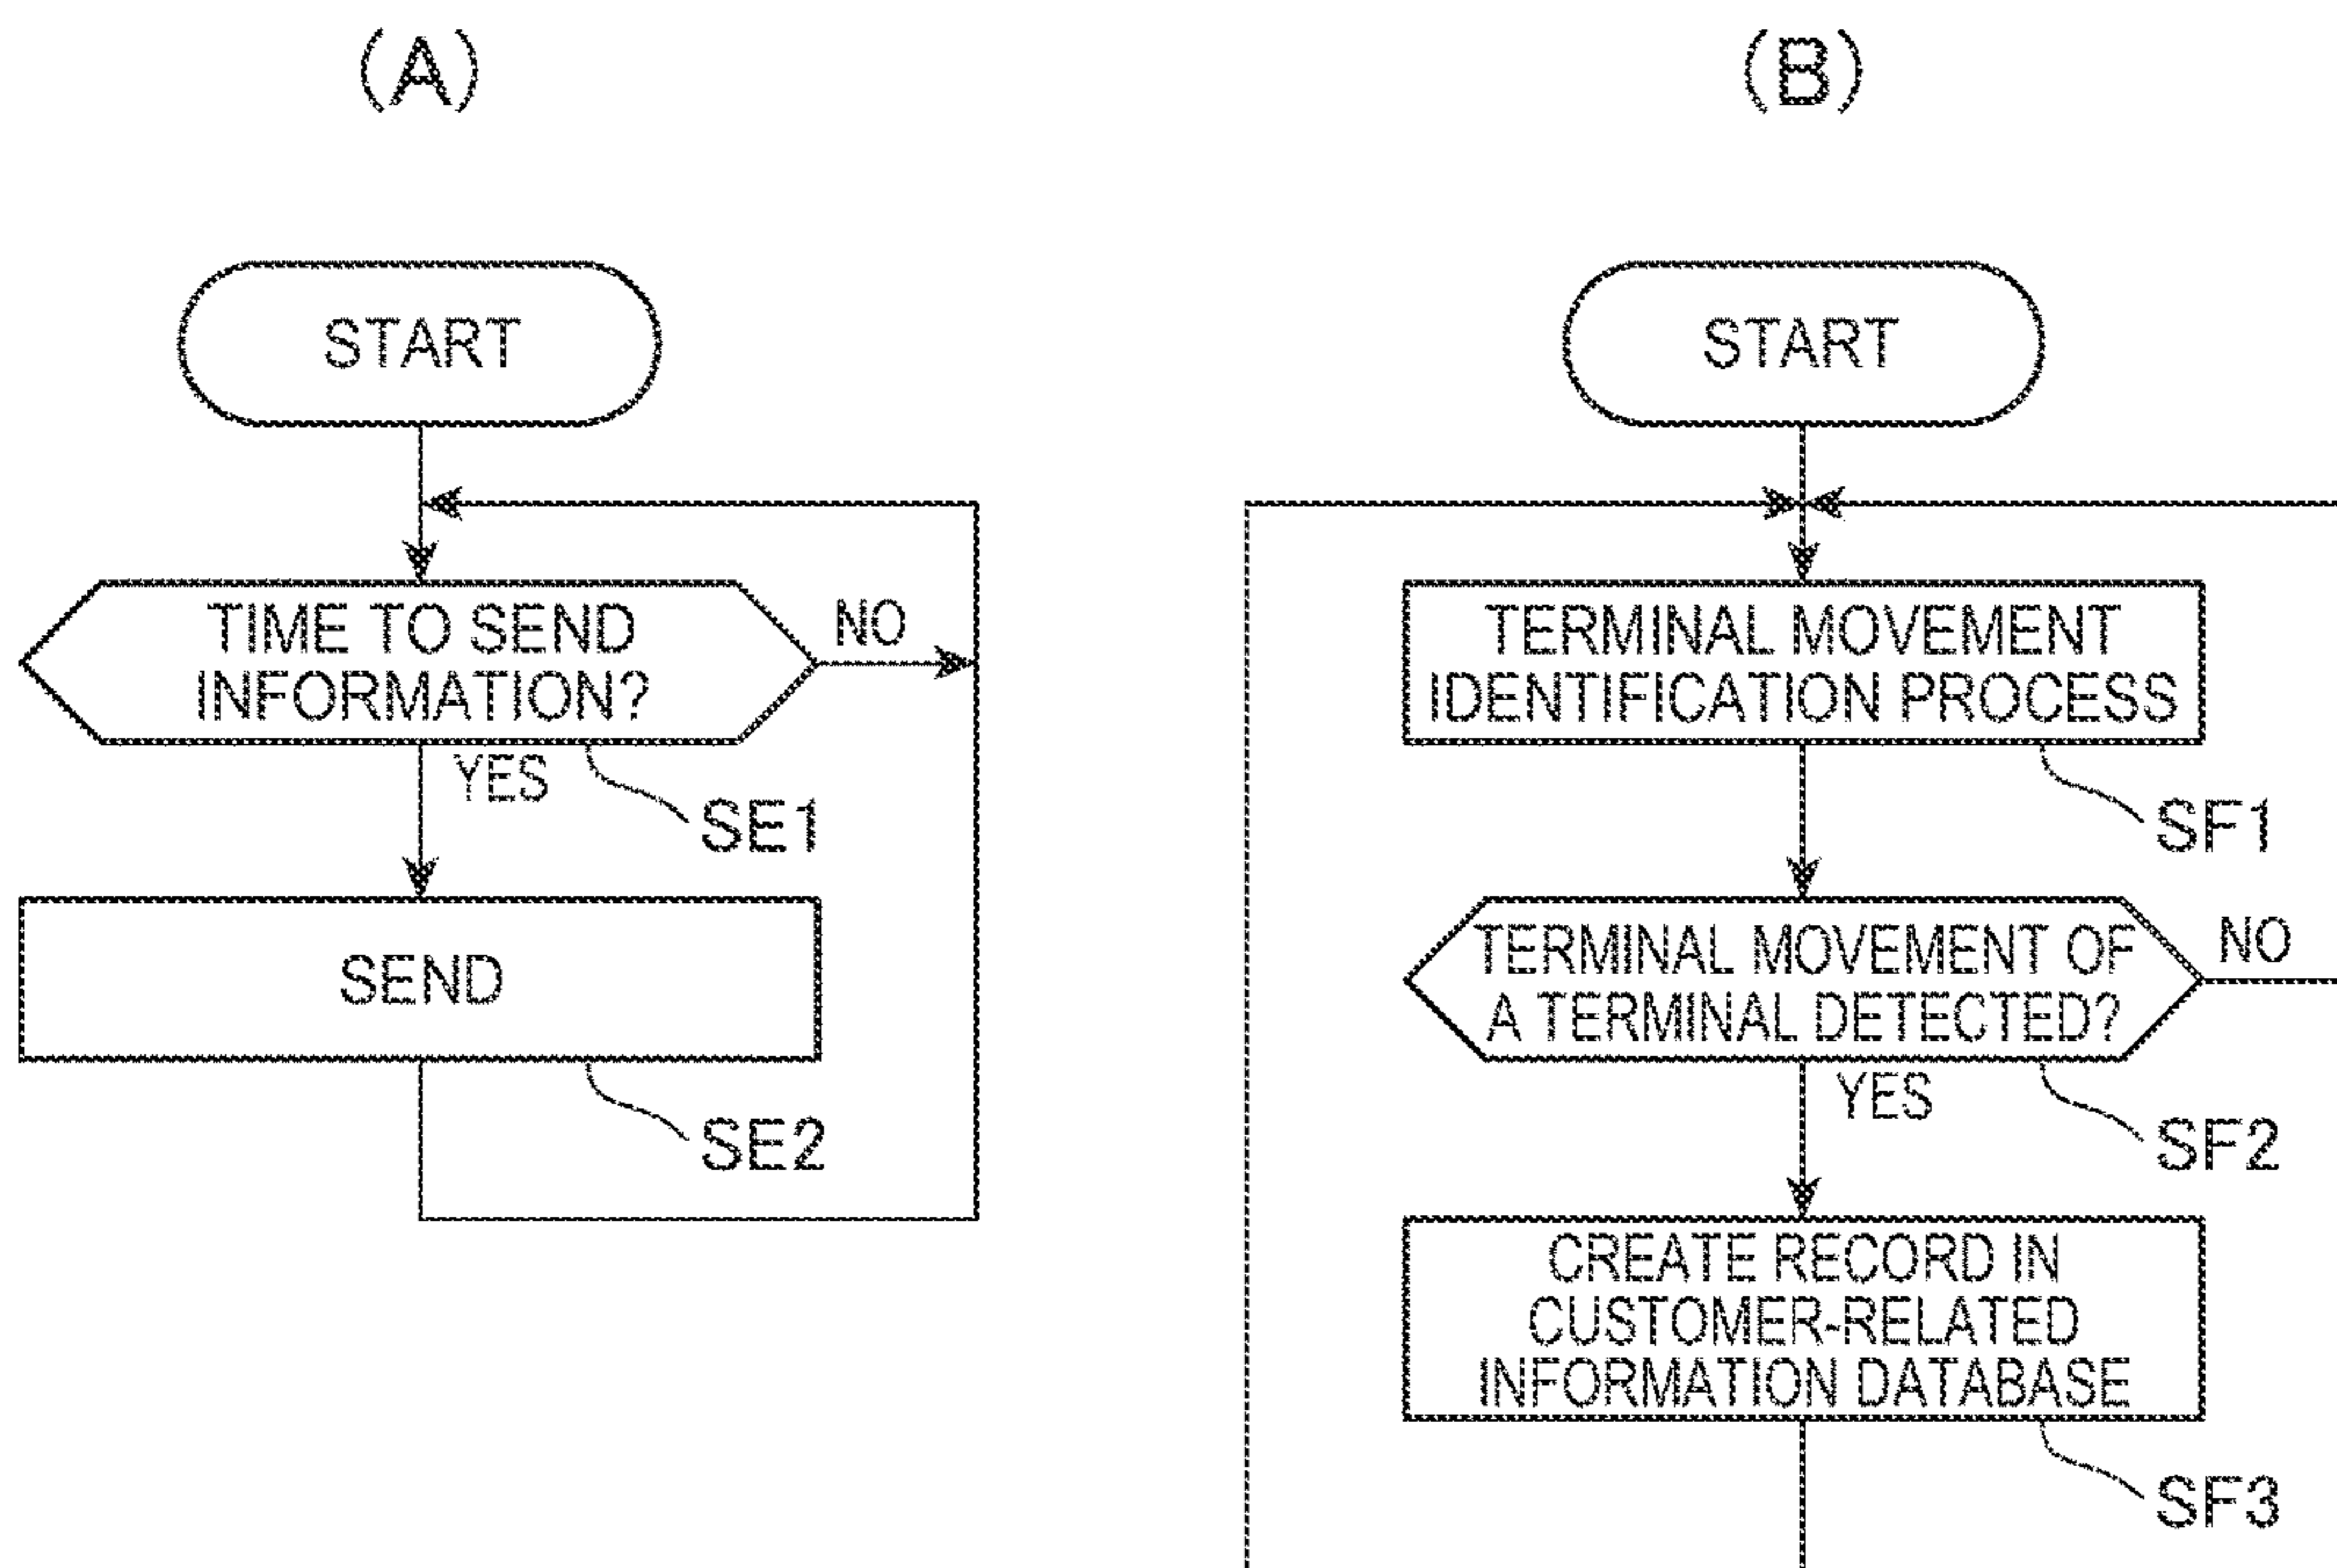 (A)
START
TIME TO SEND
INFORMATION?
NO
YES
SE1
SEND
SE2
(B)
START
TERMINAL MOVEMENT
IDENTIFICATION PROCESS
SF1
TERMINAL MOVEMENT OF
A TERMINAL DETECTED?
NO
YES
SF2
CREATE RECORD IN
CUSTOMER-RELATED
INFORMATION DATABASE
SF3